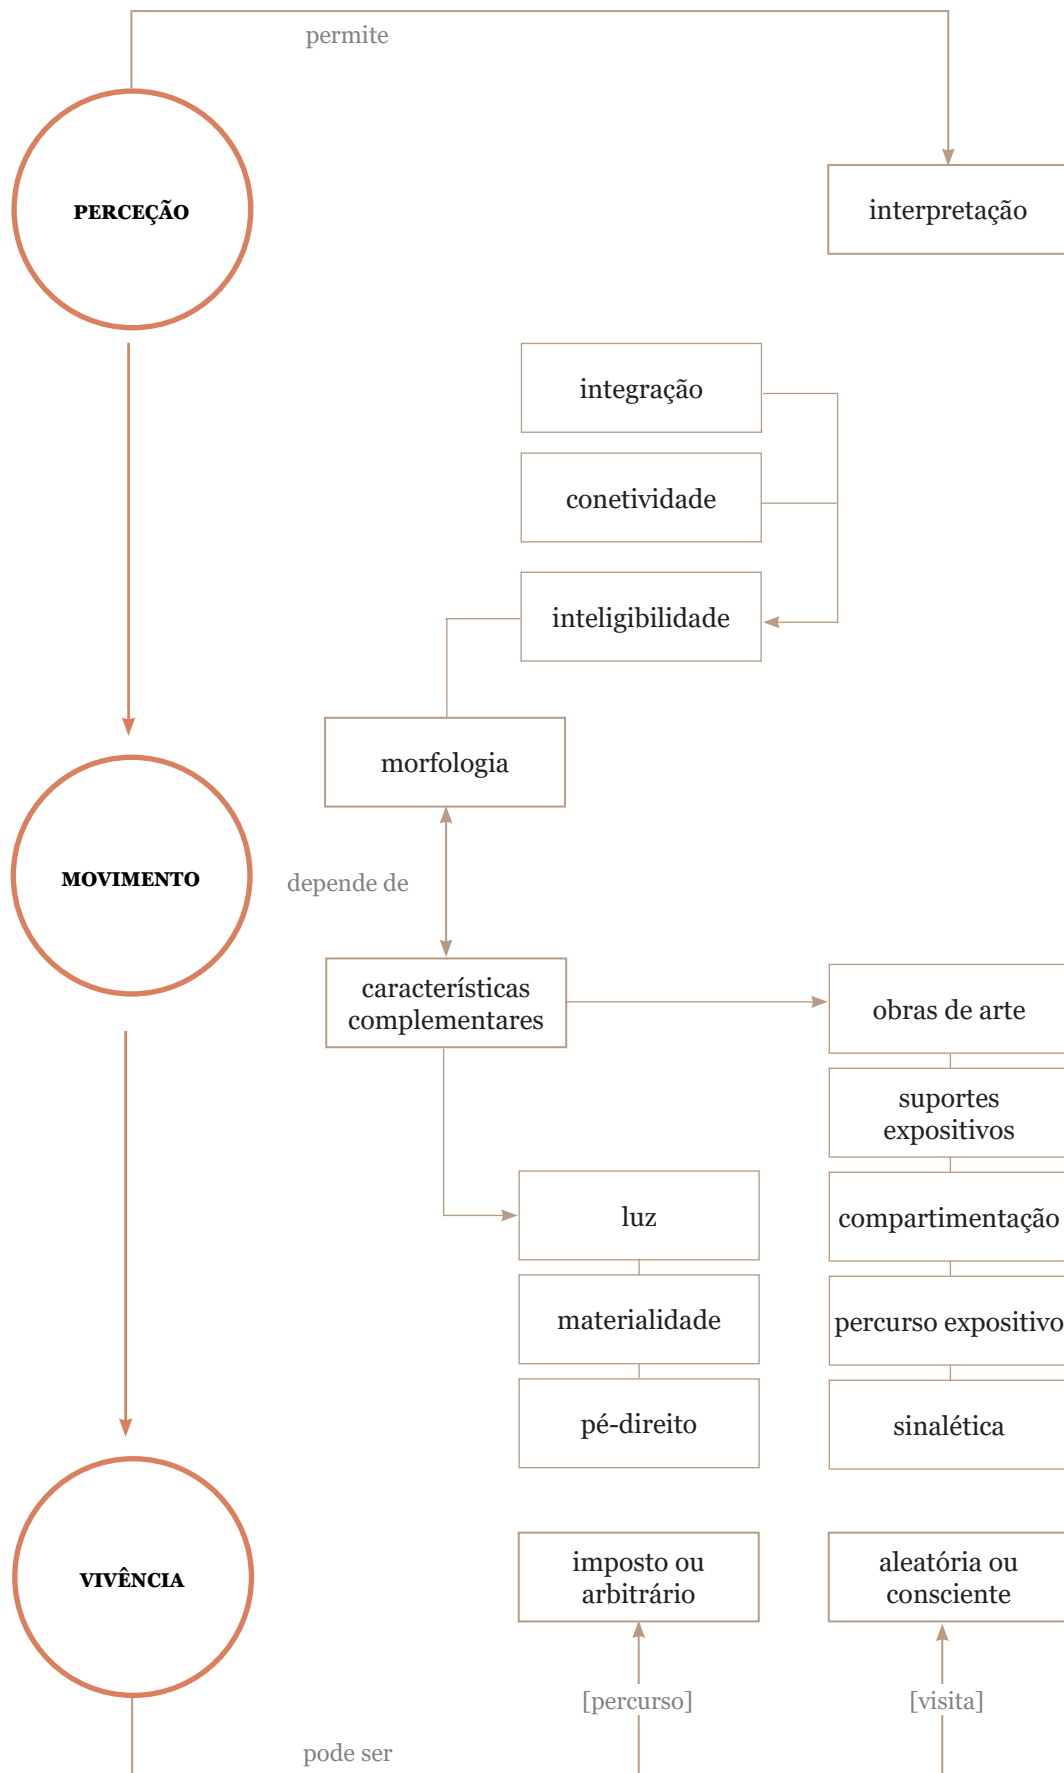 permite
PERCEÇÃO
interpretação
integração
conetividade
inteligibilidade
morfologia
MOVIMENTO
depende de
características
complementares
obras de arte
suportes
expositivos
luz
compartimentação
materialidade
percurso expositivo
pé-direito
sinalética
VIVÊNCIA
imposto ou
arbitrário
aleatória ou
consciente
[percurso]
[visita]
pode ser